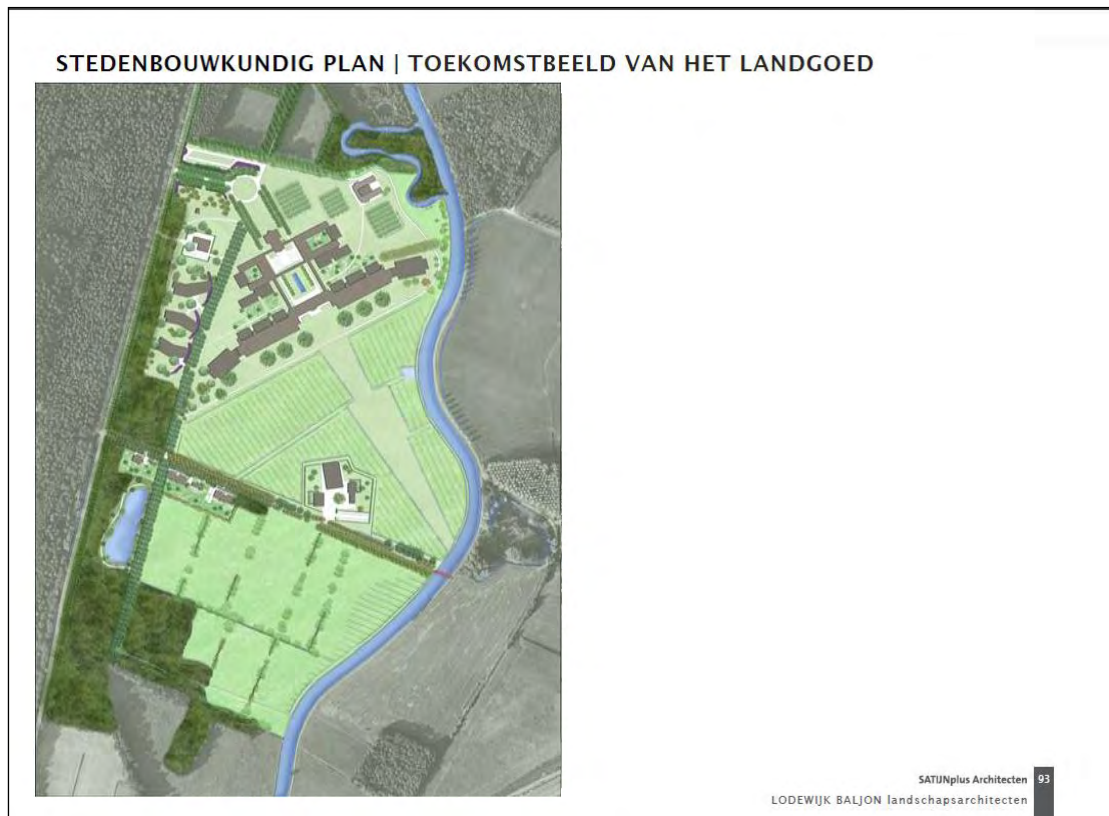 STEDENBOUWKUNDIG PLAN | TOEKOMSTBEELD VAN HET LANDGOED
SATIJNplus Architecten 93
LODEWIJK BALJON landschapsarchitecten